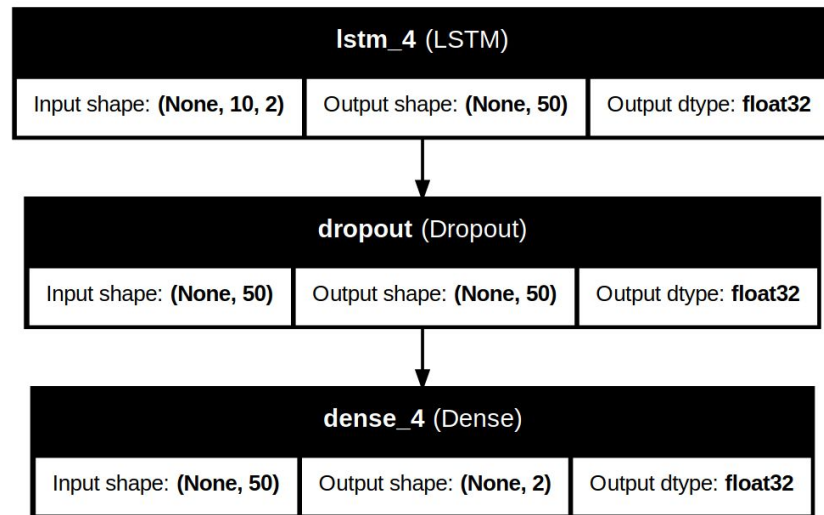 lstm_4 (LSTM)
Input shape: (None, 10, 2) Output shape: (None, 50) Output dtype: float32
dropout (Dropout)
Input shape: (None, 50) Output shape: (None, 50) Output dtype: float32
dense_4 (Dense)
Input shape: (None, 50) Output shape: (None, 2) Output dtype: float32